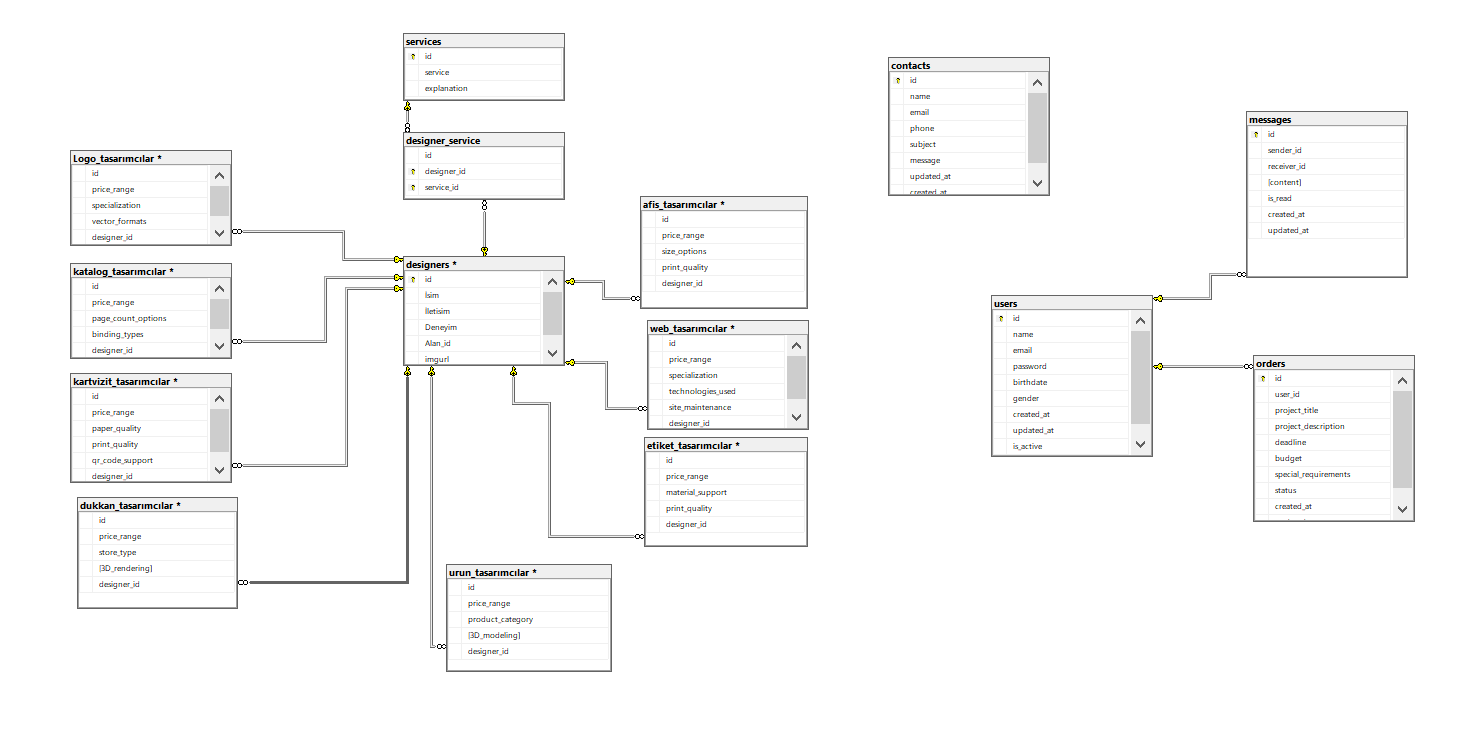 services
id
service
explanation
designer_service
id
designer_id
service_id
Logo_tasarımcılar *
id
price_range
specialization
vector_formats
designer_id
katalog_tasarımcılar *
id
price_range
page_count_options
binding_types
designer_id
kartvizit_tasarımcılar *
id
price_range
paper_quality
print_quality
qr_code_support
designer_id
dukkan_tasarımcılar *
id
price_range
store_type
[3D_rendering]
designer_id
designers *
id
Isim
Iletisim
Deneyim
Alan_id
imgurl
afis_tasarımcılar *
id
price_range
size_options
print_quality
designer_id
web_tasarımcılar *
id
price_range
specialization
technologies_used
site_maintenance
designer_id
etiket_tasarımcılar *
id
price_range
material_support
print_quality
designer_id
urun_tasarımcılar *
id
price_range
product_category
[3D_modeling]
designer_id
contacts
id
name
email
phone
subject
message
updated_at
created_at
messages
id
sender_id
receiver_id
[content]
is_read
created_at
updated_at
users
id
name
email
password
birthdate
gender
created_at
updated_at
is_active
orders
id
user_id
project_title
project_description
deadline
budget
special_requirements
status
created_at